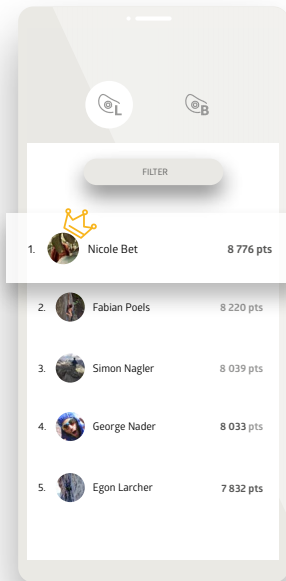 L
B
FILTER
1. Nicole Bet 8 776 pts
2. Fabian Poels 8 220 pts
3. Simon Nagler 8 039 pts
4. George Nader 8 033 pts
5. Egon Larcher 7 832 pts